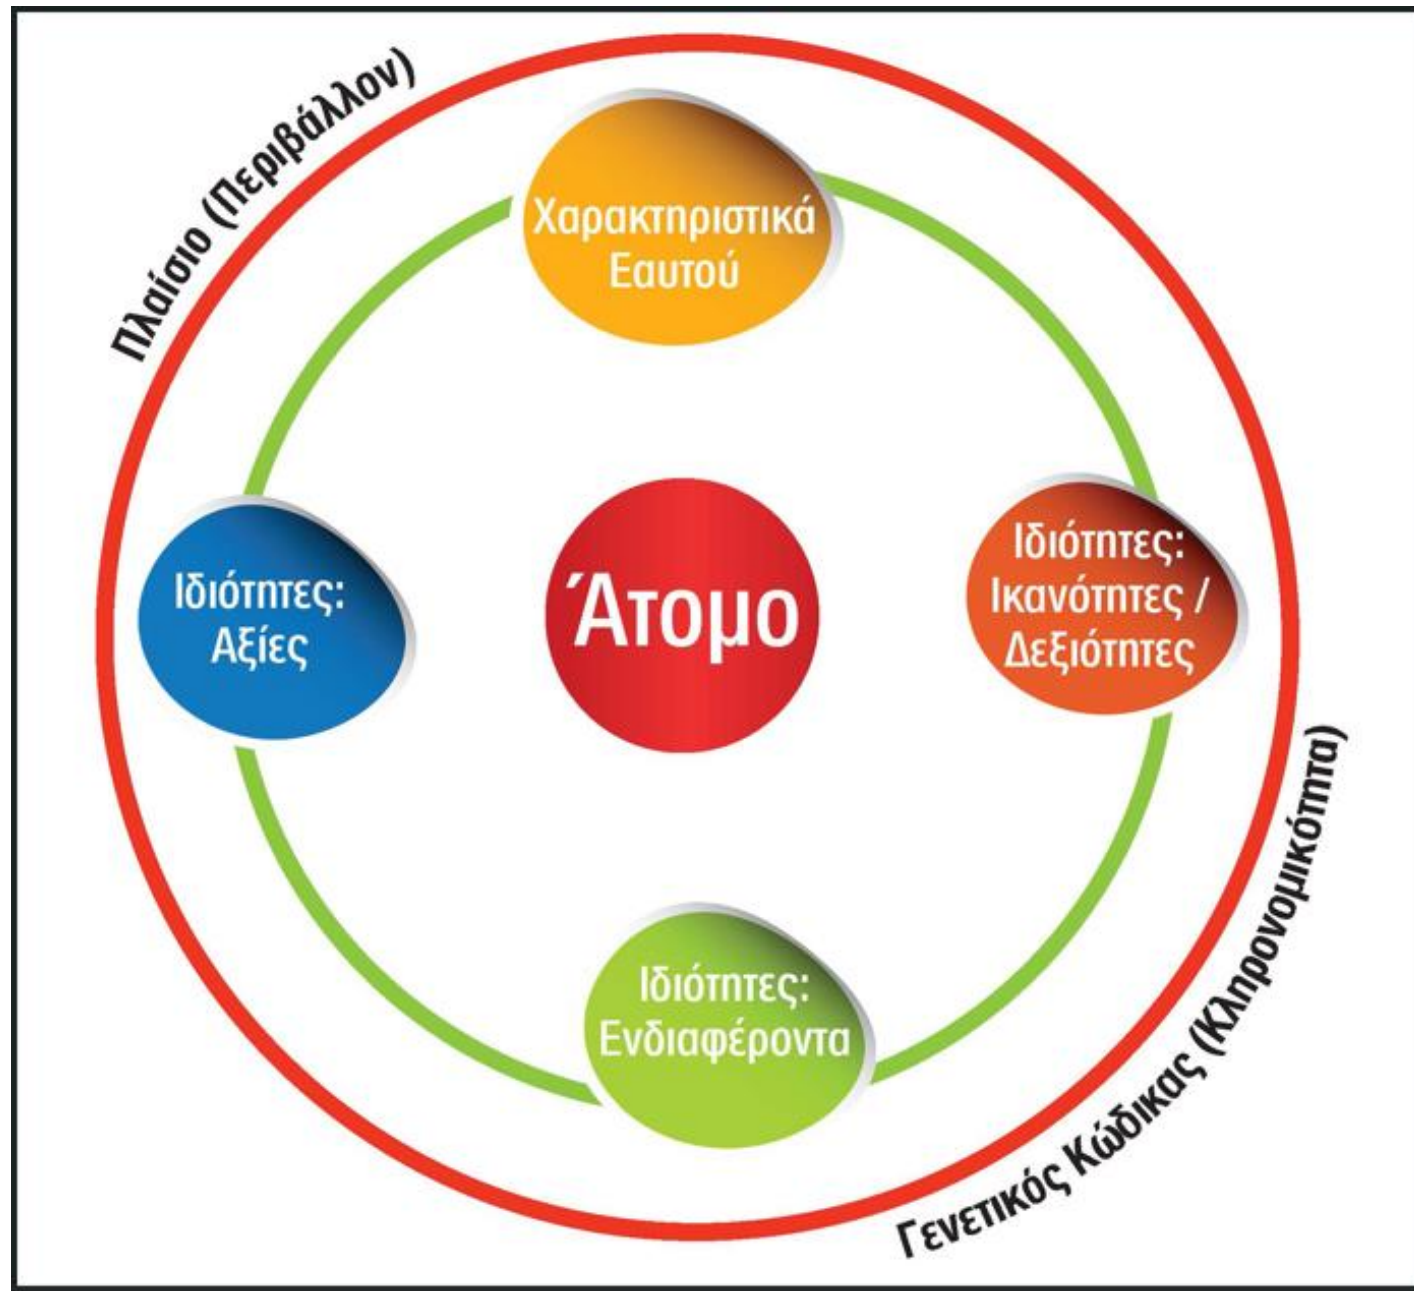 Πλαίσιο (Περιβάλλον)
Χαρακτηριστικά
Εαυτού
Ιδιότητες:
Αξίες
Άτομο
Ιδιότητες:
Ικανότητες /
Δεξιότητες
Ιδιότητες:
Ενδιαφέροντα
Γενετικός Κώδικας (Κληρονομικότητα)